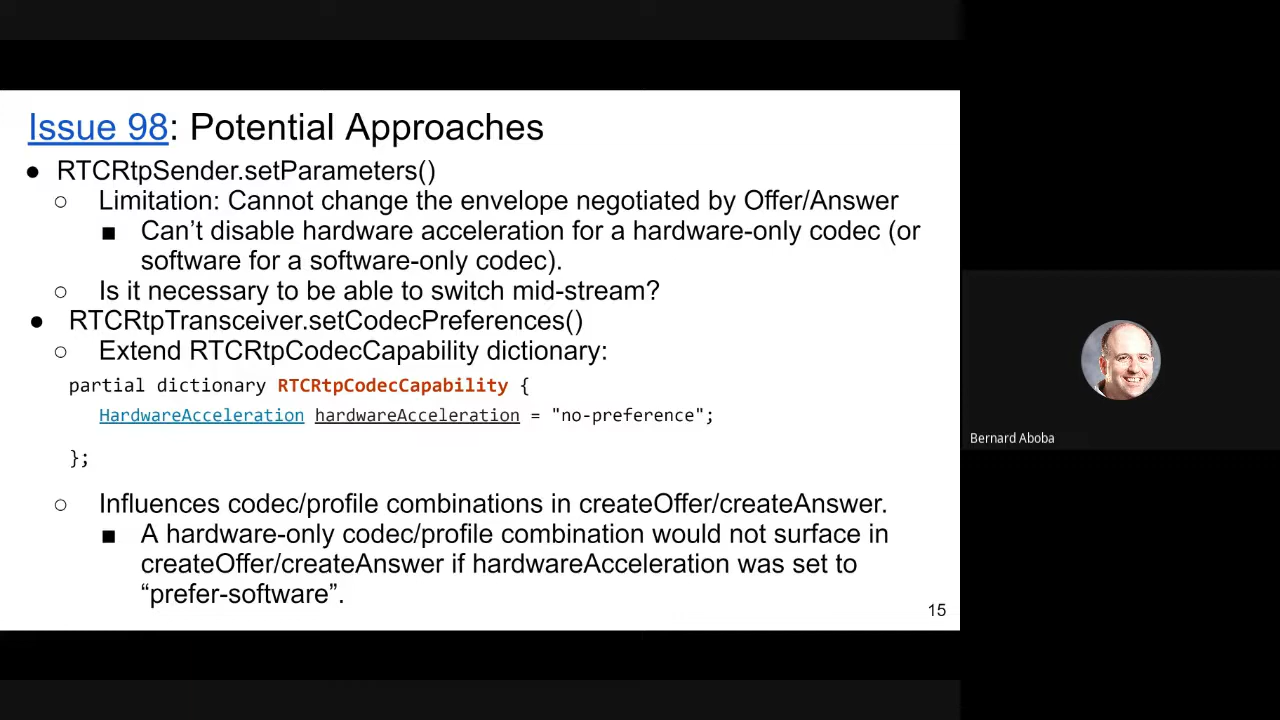 Issue 98: Potential Approaches
● RTCRtpSender.setParameters()
○ Limitation: Cannot change the envelope negotiated by Offer/Answer
■ Can’t disable hardware acceleration for a hardware-only codec (or
software for a software-only codec).
○ Is it necessary to be able to switch mid-stream?
● RTCRtpTransceiver.setCodecPreferences()
○ Extend RTCRtpCodecCapability dictionary:
partial dictionary RTCRtpCodecCapability {
HardwareAcceleration hardwareAcceleration = "no-preference";
};
○ Influences codec/profile combinations in createOffer/createAnswer.
■ A hardware-only codec/profile combination would not surface in
createOffer/createAnswer if hardwareAcceleration was set to
“prefer-software”.
15
Bernard Aboba